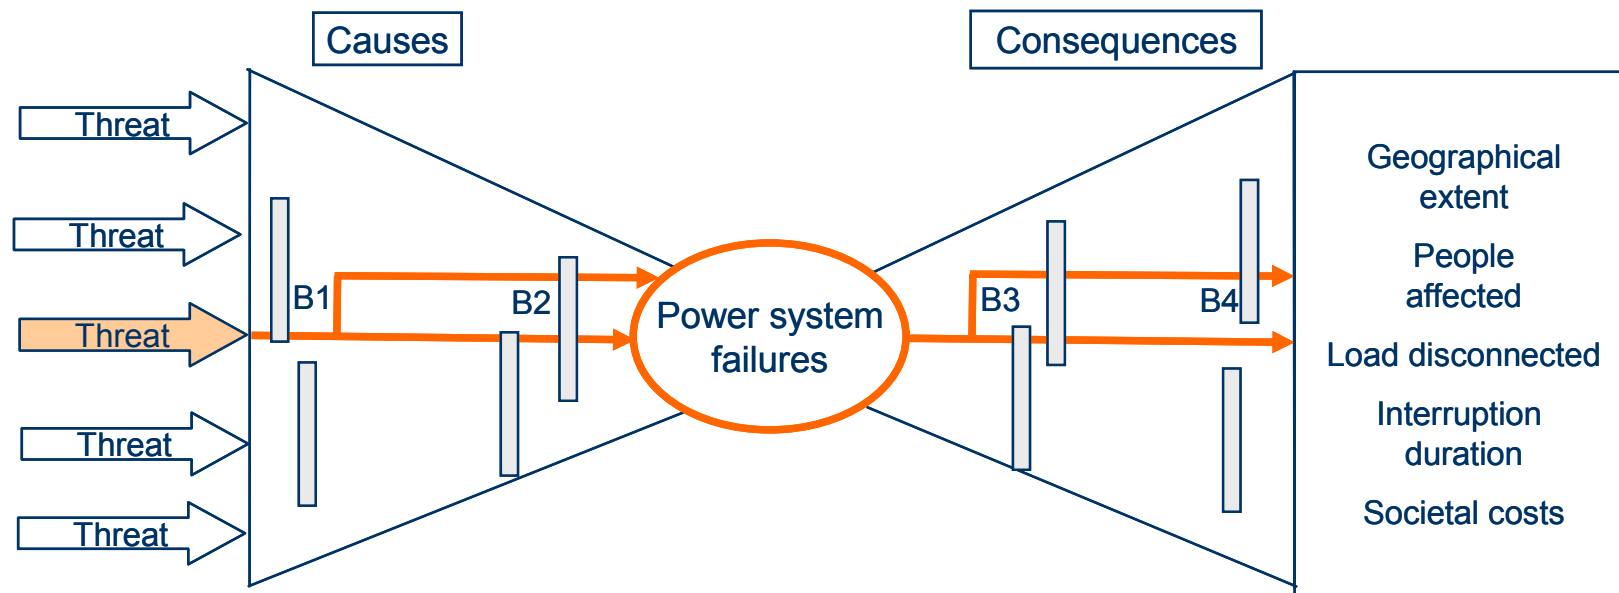 Causes
Consequences
Threat
Threat
Threat
Threat
Threat
B1
B2
Power system
failures
B3
B4
Geographical
extent
People
affected
Load disconnected
Interruption
duration
Societal costs